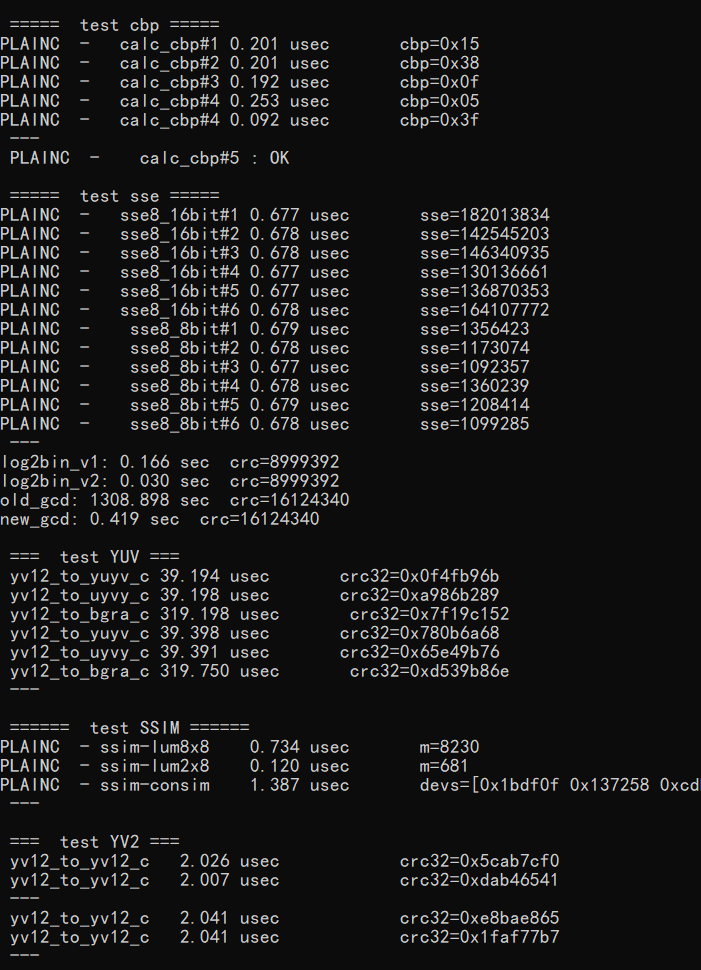 ===== test cbp =====
PLAINC - calc_cbp#1 0.201 usec cbp=0x15
PLAINC - calc_cbp#2 0.201 usec cbp=0x38
PLAINC - calc_cbp#3 0.192 usec cbp=0x0f
PLAINC - calc_cbp#4 0.253 usec cbp=0x05
PLAINC - calc_cbp#4 0.092 usec cbp=0x3f
---
PLAINC - calc_cbp#5 : OK
===== test sse =====
PLAINC - sse8_16bit#1 0.677 usec sse=182013834
PLAINC - sse8_16bit#2 0.678 usec sse=142545203
PLAINC - sse8_16bit#3 0.678 usec sse=146340935
PLAINC - sse8_16bit#4 0.677 usec sse=130136661
PLAINC - sse8_16bit#5 0.677 usec sse=136870353
PLAINC - sse8_16bit#6 0.678 usec sse=164107772
PLAINC - sse8_8bit#1 0.679 usec sse=1356423
PLAINC - sse8_8bit#2 0.678 usec sse=1173074
PLAINC - sse8_8bit#3 0.677 usec sse=1092357
PLAINC - sse8_8bit#4 0.678 usec sse=1360239
PLAINC - sse8_8bit#5 0.679 usec sse=1208414
PLAINC - sse8_8bit#6 0.678 usec sse=1099285
---
log2bin_v1: 0.166 sec crc=8999392
log2bin_v2: 0.030 sec crc=8999392
old_gcd: 1308.898 sec crc=16124340
new_gcd: 0.419 sec crc=16124340
=== test YUV ===
yv12_to_yuyv_c 39.194 usec crc32=0x0f4fb96b
yv12_to_uyvy_c 39.198 usec crc32=0xa986b289
yv12_to_bgra_c 319.198 usec crc32=0x7f19c152
yv12_to_yuyv_c 39.398 usec crc32=0x780b6a68
yv12_to_uyvy_c 39.391 usec crc32=0x65e49b76
yv12_to_bgra_c 319.750 usec crc32=0xd539b86e
---
====== test SSIM ======
PLAINC - ssim-lum8x8 0.734 usec m=8230
PLAINC - ssim-lum2x8 0.120 usec m=681
PLAINC - ssim-consim 1.387 usec devs=[0x1bdf0f 0x137258 0xcd
---
=== test YV2 ===
yv12_to_yv12_c 2.026 usec crc32=0x5cab7cf0
yv12_to_yv12_c 2.007 usec crc32=0xdab46541
---
yv12_to_yv12_c 2.041 usec crc32=0xe8bae865
yv12_to_yv12_c 2.041 usec crc32=0x1faf77b7
---